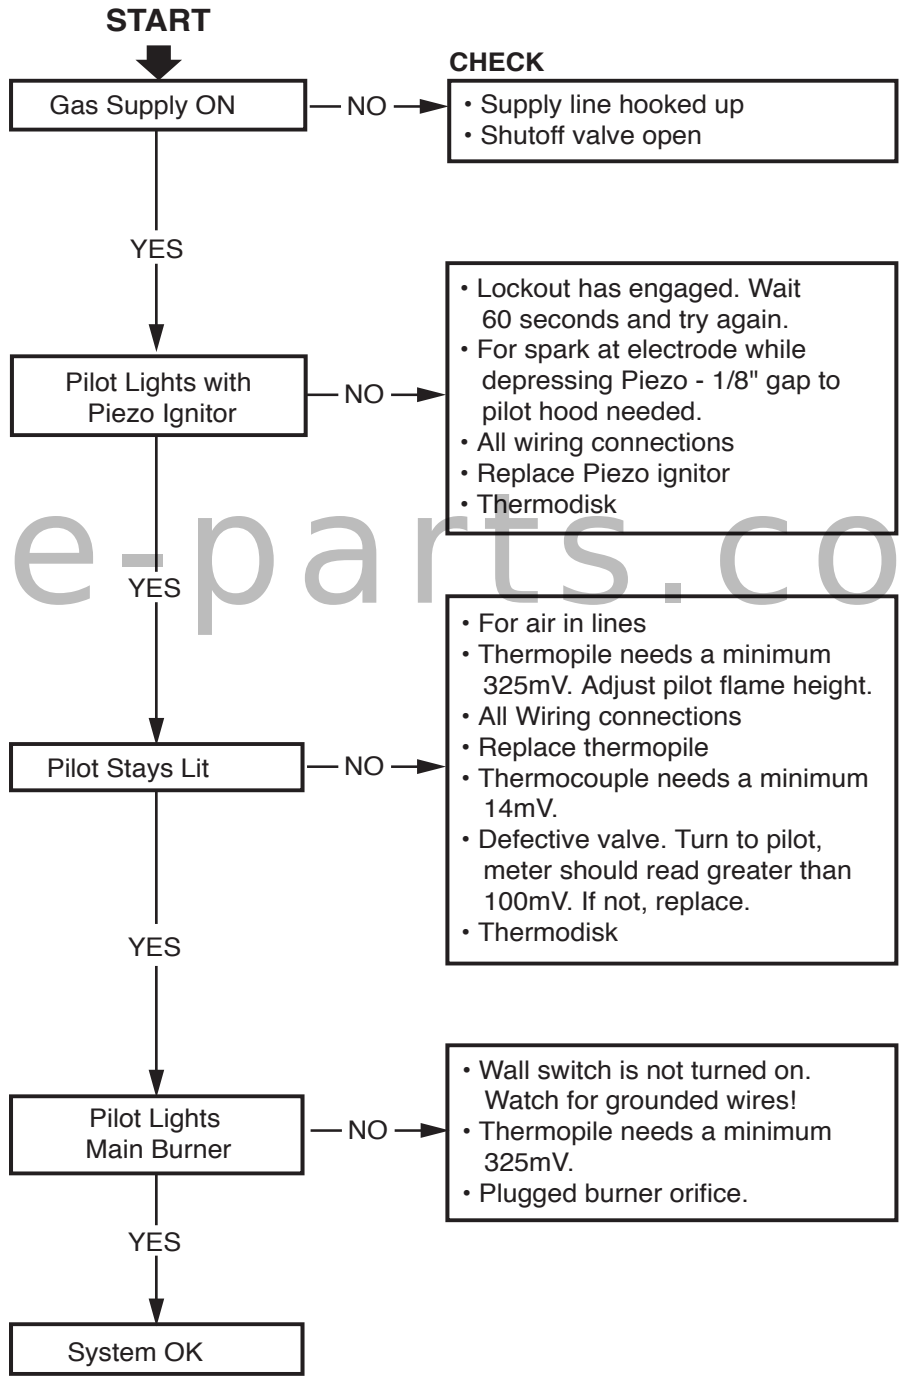 START
CHECK
Gas Supply ON
NO
• Supply line hooked up
• Shutoff valve open
YES
Pilot Lights with
Piezo Ignitor
NO
• Lockout has engaged. Wait
60 seconds and try again.
• For spark at electrode while
depressing Piezo - 1/8" gap to
pilot hood needed.
• All wiring connections
• Replace Piezo ignitor
• Thermodisk
e-parts.co
YES
Pilot Stays Lit
NO
• For air in lines
• Thermopile needs a minimum
325mV. Adjust pilot flame height.
• All Wiring connections
• Replace thermopile
• Thermocouple needs a minimum
14mV.
• Defective valve. Turn to pilot,
meter should read greater than
100mV. If not, replace.
• Thermodisk
YES
Pilot Lights
Main Burner
NO
• Wall switch is not turned on.
Watch for grounded wires!
• Thermopile needs a minimum
325mV.
• Plugged burner orifice.
YES
System OK